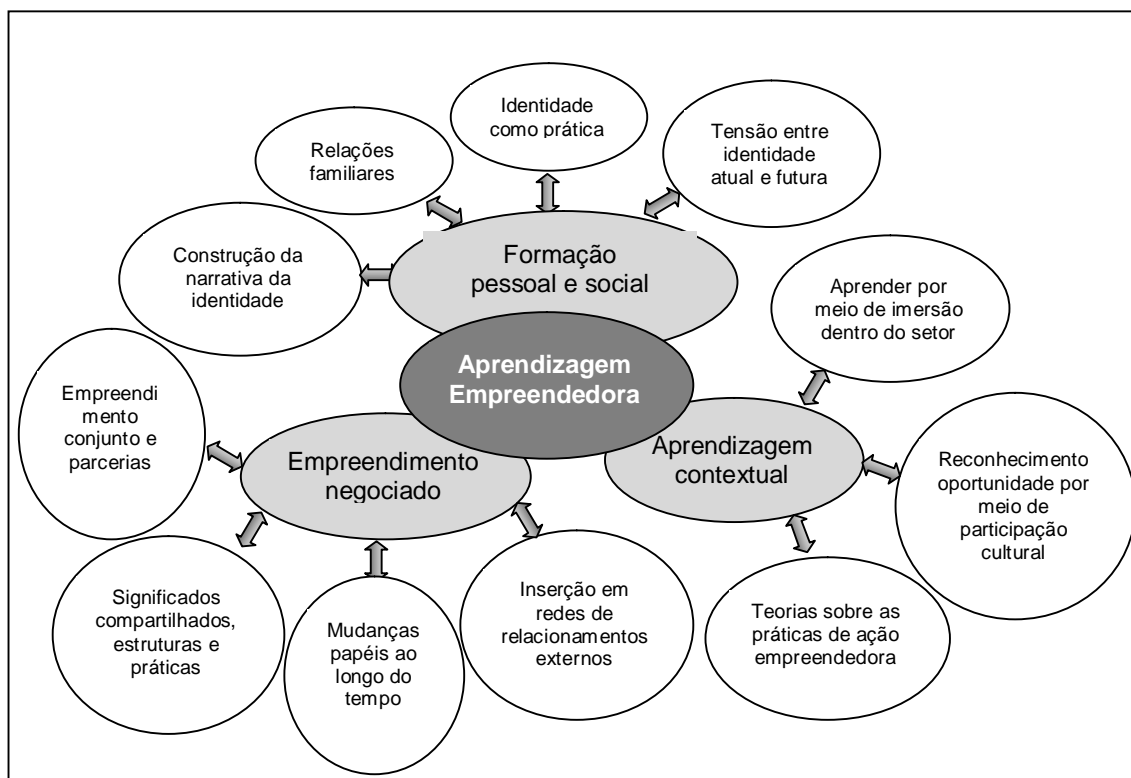 Identidade
como prática
Tensão entre
identidade
atual e futura
Relações
familiares
Construção da
narrativa da
identidade
Formação
pessoal e social
Aprender por
meio de imersão
dentro do setor
Aprendizagem
Empreendedora
Empreendi
mento
conjunto e
parcerias
Empreendimento
negociado
Aprendizagem
contextual
Reconhecimento
oportunidade por
meio de
participação
cultural
Significados
compartilhados,
estruturas e
práticas
Mudanças
papéis ao
longo do
tempo
Inserção em
redes de
relacionamentos
externos
Teorias sobre as
práticas de ação
empreendedora